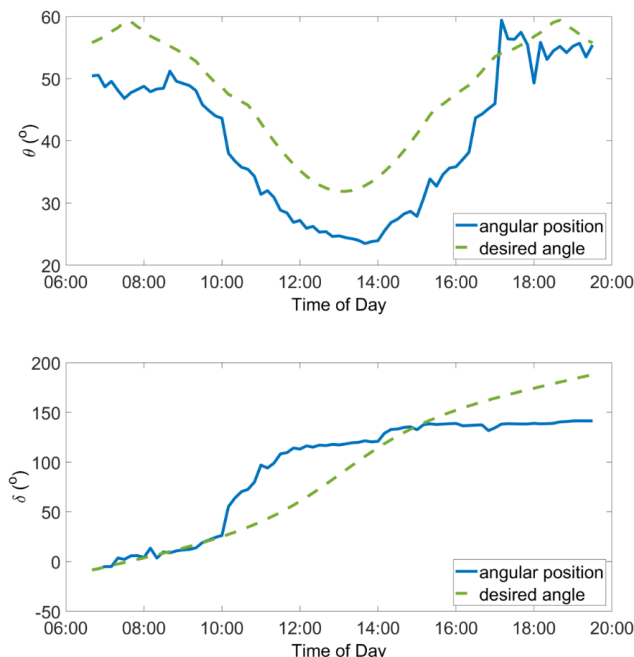 60
50
40
30
20
θ (°)
06:00 08:00 10:00 12:00 14:00 16:00 18:00 20:00
Time of Day
angular position
desired angle
200
150
100
50
0
-50
δ (°)
06:00 08:00 10:00 12:00 14:00 16:00 18:00 20:00
Time of Day
angular position
desired angle